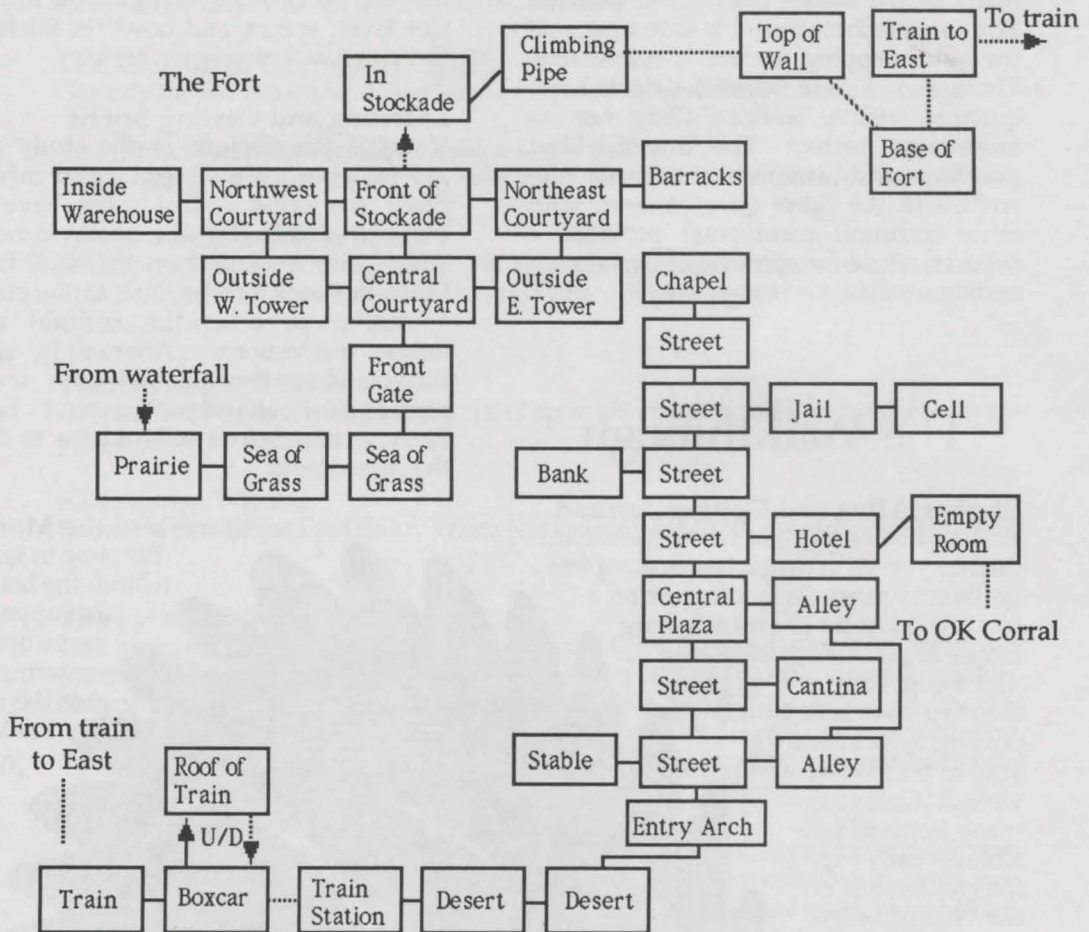 To train
Climbing
Pipe
Top of
Wall
Train to
East
The Fort
In
Stockade
Base of
Fort
Inside
Warehouse
Northwest
Courtyard
Front of
Stockade
Northeast
Courtyard
Barracks
Outside
W. Tower
Central
Courtyard
Outside
E. Tower
Chapel
Street
From waterfall
Front
Gate
Street
Jail
Cell
Prairie
Sea of
Grass
Sea of
Grass
Bank
Street
Street
Hotel
Empty
Room
Central
Plaza
Alley
To OK Corral
Street
Cantina
From train
to East
Roof of
Train
Stable
Street
Alley
U/D
Entry Arch
Train
Boxcar
Train
Station
Desert
Desert